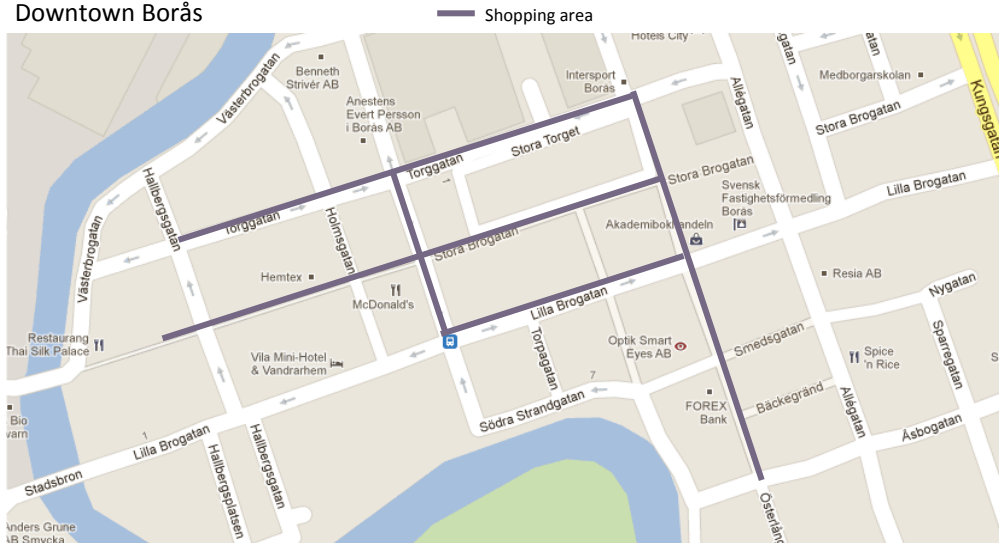 Downtown Borås
Shopping area
Hotels City
Benneth
Strivér AB
Intersport
Borås
Medborgarskolan
Västerbrogatan
Anestens
Evert Persson
i Borås AB
Allégatan
Kungsgatan
Stora Brogatan
Stora Torget
Torggatan
Hallbergsgatan
Stora Brogatan
Lilla Brogatan
Svensk
Fastighetsförmedling
Borås
Torggatan
Holmsgatan
Akademibokhandeln
Stora Brogatan
Västerbrogatan
Hemtex
McDonald's
Resia AB
Nygatan
Lilla Brogatan
Restaurang
Thai Silk Palace
Vila Mini-Hotel
& Vandrarhem
Torpagatan
Optik Smart
Eyes AB
Smedsgatan
Sparregatan
Spice
'n Rice
7
FOREX
Bank
Bäckegränd
Allégatan
Södra Strandgatan
Bio
1
Lilla Brogatan
Hallbergsgatan
Hallbergsplatsen
Åsbogatan
Stadsbron
Anders Grune
AB Smycka